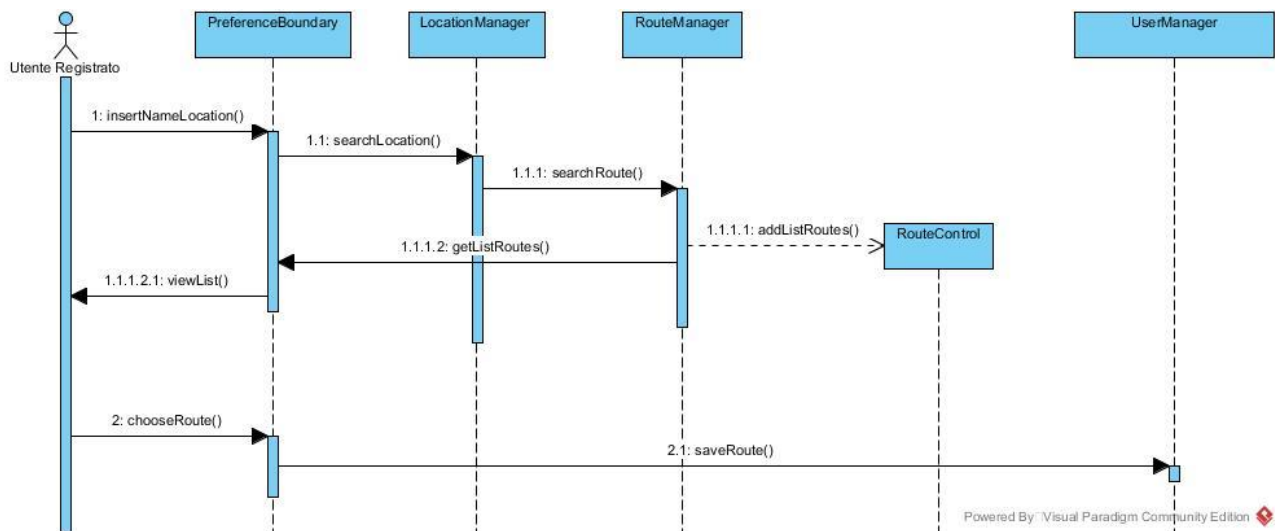 PreferenceBoundary
LocationManager
RouteManager
UserManager
Utente Registrato
1: insertNameLocation()
1.1: searchLocation()
1.1.1: searchRoute()
1.1.1.1: addListRoutes()
RouteControl
1.1.1.2: getListRoutes()
1.1.1.2.1: viewList()
2: chooseRoute()
2.1: saveRoute()
Powered By Visual Paradigm Community Edition